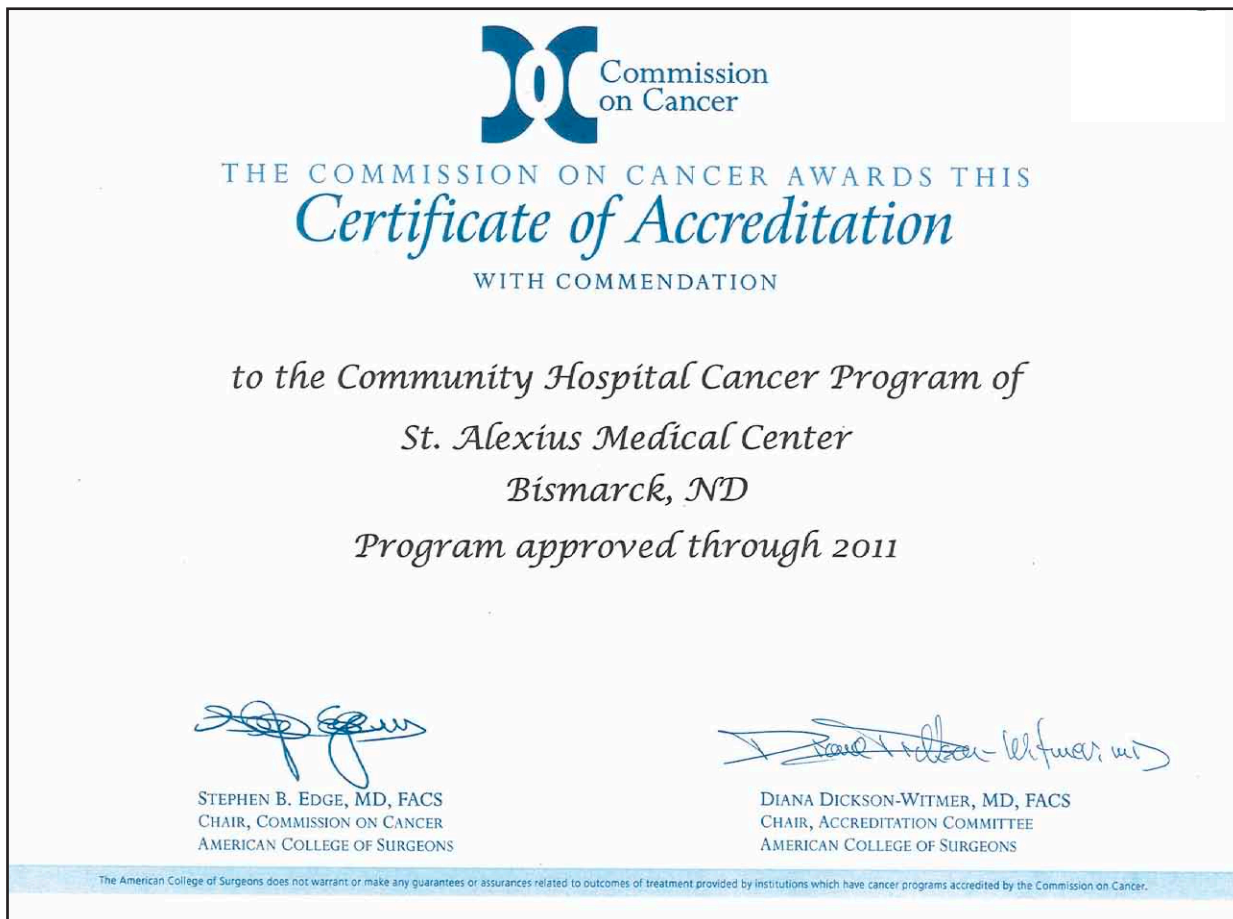 Commission
on Cancer
THE COMMISSION ON CANCER AWARDS THIS
Certificate of Accreditation
WITH COMMENDATION
to the Community Hospital Cancer Program of
St. Alexius Medical Center
Bismarck, ND
Program approved through 2011
Diana Dickson-Witmer, MD
STEPHEN B. EDGE, MD, FACS
CHAIR, COMMISSION ON CANCER
AMERICAN COLLEGE OF SURGEONS
DIANA DICKSON-WITMER, MD, FACS
CHAIR, ACCREDITATION COMMITTEE
AMERICAN COLLEGE OF SURGEONS
The American College of Surgeons does not warrant or make any guarantees or assurances related to outcomes of treatment provided by institutions which have cancer programs accredited by the Commission on Cancer.